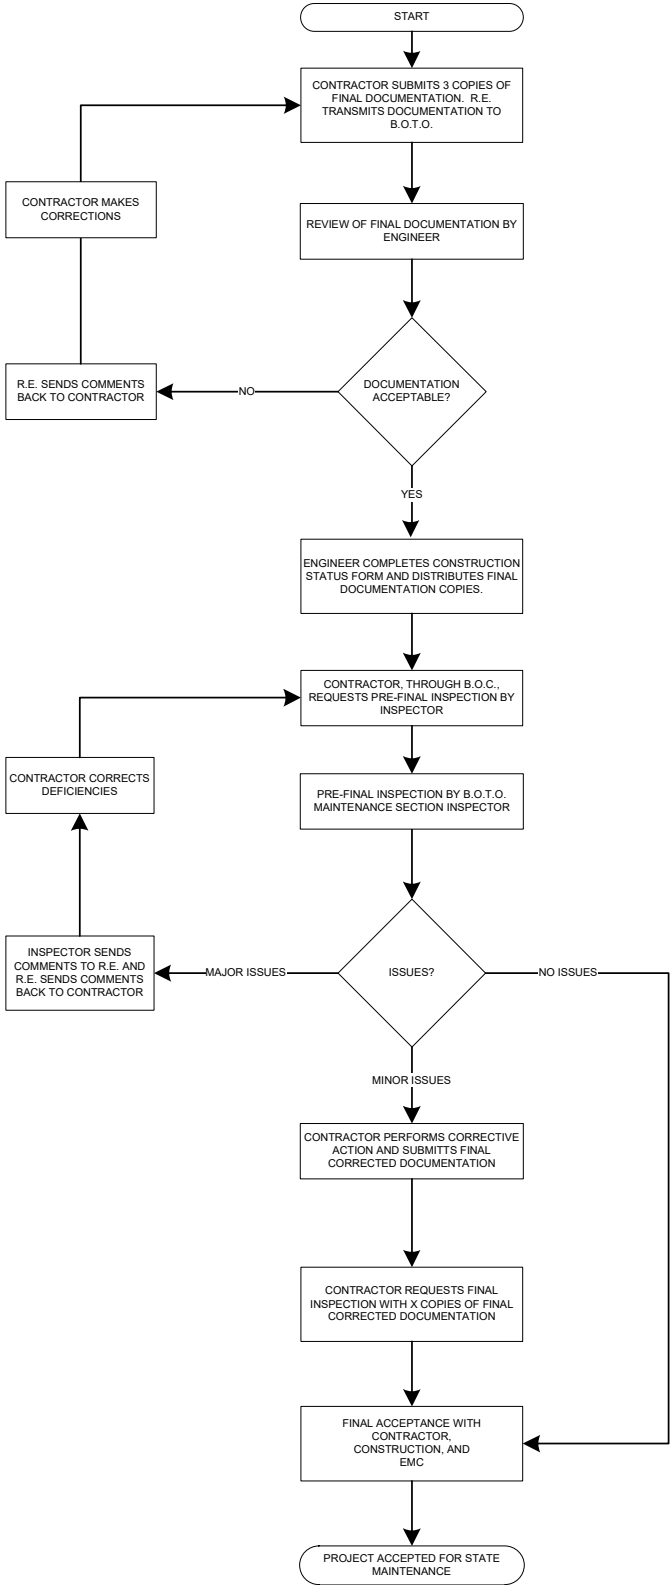 START
CONTRACTOR SUBMITS 3 COPIES OF
FINAL DOCUMENTATION. R.E.
TRANSMITS DOCUMENTATION TO
B.O.T.O.
CONTRACTOR MAKES
CORRECTIONS
REVIEW OF FINAL DOCUMENTATION BY
ENGINEER
R.E. SENDS COMMENTS
BACK TO CONTRACTOR
NO
DOCUMENTATION
ACCEPTABLE?
YES
ENGINEER COMPLETES CONSTRUCTION
STATUS FORM AND DISTRIBUTES FINAL
DOCUMENTATION COPIES.
CONTRACTOR, THROUGH B.O.C.,
REQUESTS PRE-FINAL INSPECTION BY
INSPECTOR
CONTRACTOR CORRECTS
DEFICIENCIES
PRE-FINAL INSPECTION BY B.O.T.O.
MAINTENANCE SECTION INSPECTOR
INSPECTOR SENDS
COMMENTS TO R.E. AND
R.E. SENDS COMMENTS
BACK TO CONTRACTOR
MAJOR ISSUES
ISSUES?
NO ISSUES
MINOR ISSUES
CONTRACTOR PERFORMS CORRECTIVE
ACTION AND SUBMITTS FINAL
CORRECTED DOCUMENTATION
CONTRACTOR REQUESTS FINAL
INSPECTION WITH X COPIES OF FINAL
CORRECTED DOCUMENTATION
FINAL ACCEPTANCE WITH
CONTRACTOR,
CONSTRUCTION, AND
EMC
PROJECT ACCEPTED FOR STATE
MAINTENANCE